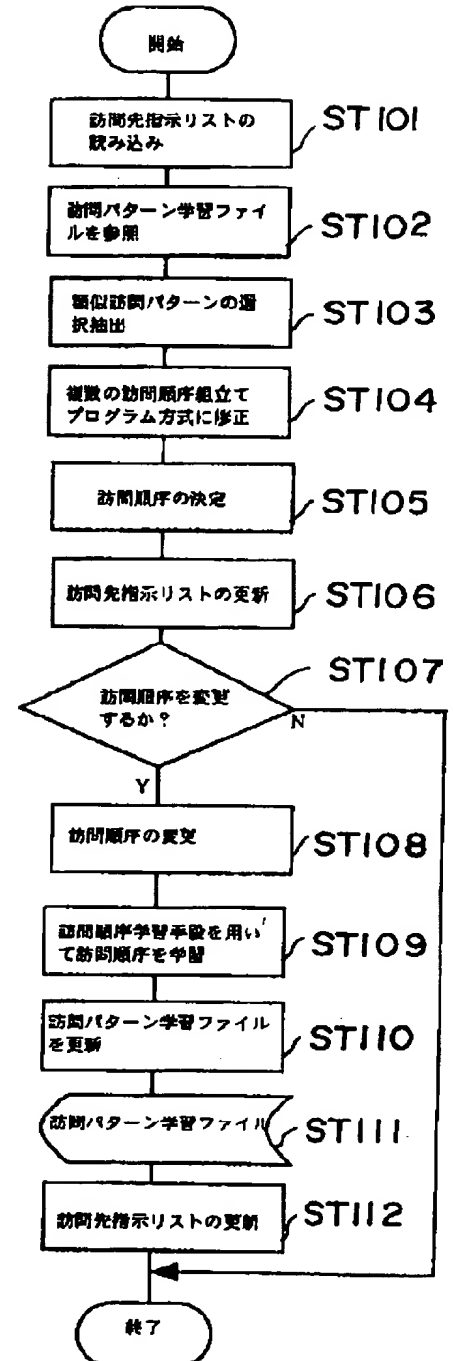 開始
訪問先指示リストの
読み込み
ST101
訪問パターン学習ファイ
ルを参照
ST102
類似訪問パターンの選
択抽出
ST103
複数の訪問順序組立て
プログラム方式に修正
ST104
訪問順序の決定
ST105
訪問先指示リストの更新
ST106
訪問順序を変更
するか?
ST107
N
Y
訪問順序の変更
ST108
訪問順序学習手段を用い
て訪問順序を学習
ST109
訪問パターン学習ファイル
を更新
ST110
訪問パターン学習ファイル
ST111
訪問先指示リストの更新
ST112
終了